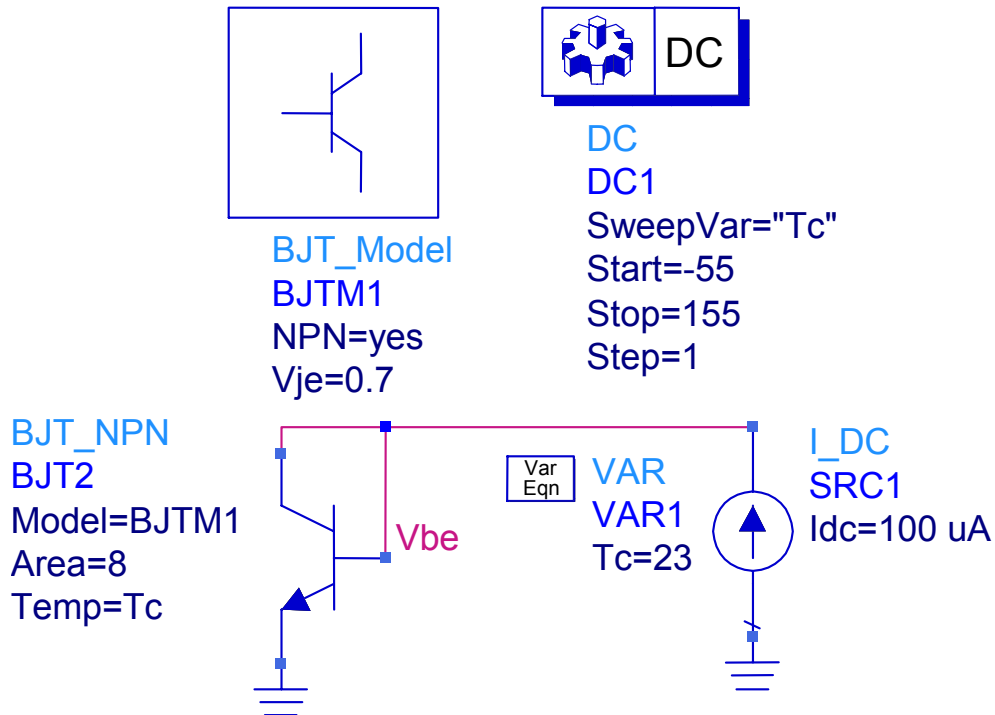 DC
DC
DC1
SweepVar="Tc"
Start=-55
Stop=155
Step=1
BJT_Model
BJTM1
NPN=yes
Vje=0.7
BJT_NPN
BJT2
Model=BJTM1
Area=8
Temp=Tc
Vbe
Var
Eqn
VAR
VAR1
Tc=23
I_DC
SRC1
Idc=100 uA